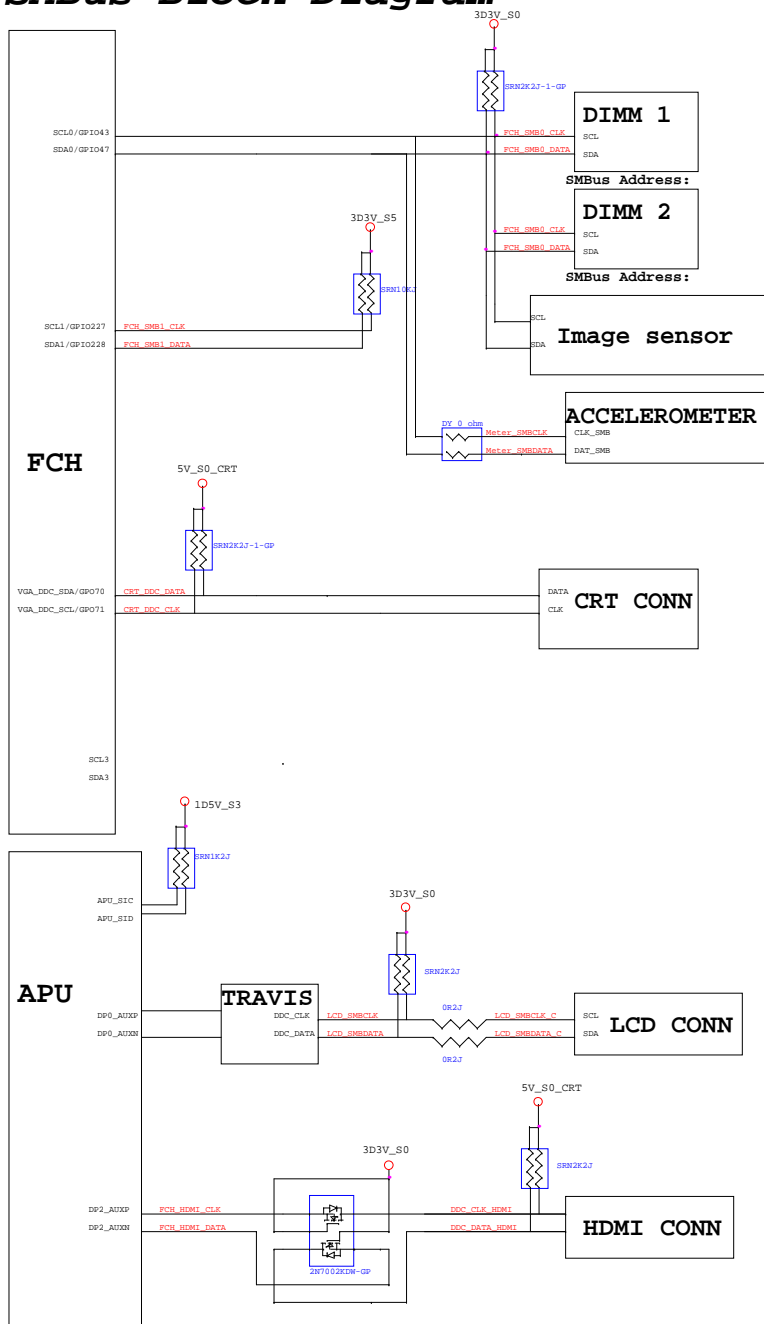 SMBus Block Diagram
3D3V_S0
SRN2K2J-1-GP
DIMM 1
SCL0/GPIO43
FCH_SMB0_CLK
SCL
SDA0/GPIO47
FCH_SMB0_DATA
SDA
SMBus Address:
DIMM 2
3D3V_S5
FCH_SMB0_CLK
SCL
FCH_SMB0_DATA
SDA
SMBus Address:
SRN10KJ
SCL
SCL1/GPIO227
FCH_SMB1_CLK
Image sensor
SDA1/GPIO228
FCH_SMB1_DATA
SDA
ACCELEROMETER
DY 0 ohm
Meter_SMBCLK
CLK_SMB
Meter_SMBDATA
DAT_SMB
FCH
5V_S0_CRT
SRN2K2J-1-GP
VGA_DDC_SDA/GPO70
CRT_DDC_DATA
DATA
CRT CONN
VGA_DDC_SCL/GPO71
CRT_DDC_CLK
CLK
SCL3
SDA3
1D5V_S3
SRN1K2J
APU_SIC
APU_SID
3D3V_S0
SRN2K2J
APU
TRAVIS
0R2J
DP0_AUXP
DDC_CLK
LCD_SMBCLK
LCD_SMBCLK_C
SCL
LCD CONN
DP0_AUXN
DDC_DATA
LCD_SMBDATA
LCD_SMBDATA_C
SDA
0R2J
5V_S0_CRT
3D3V_S0
SRN2K2J
DP2_AUXP
FCH_HDMI_CLK
DDC_CLK_HDMI
HDMI CONN
DP2_AUXN
FCH_HDMI_DATA
DDC_DATA_HDMI
2N7002KDW-GP